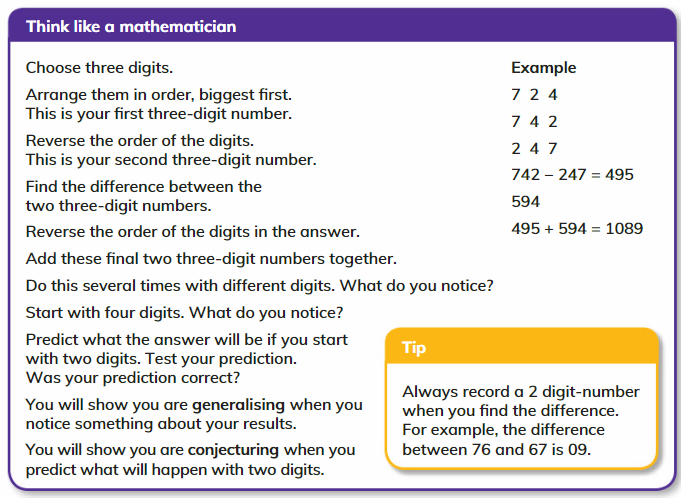 Think like a mathematician
Choose three digits.
Example
Arrange them in order, biggest first.
7 2 4
This is your first three-digit number.
7 4 2
Reverse the order of the digits.
2 4 7
This is your second three-digit number.
742 – 247 = 495
Find the difference between the
two three-digit numbers.
594
Reverse the order of the digits in the answer.
495 + 594 = 1089
Add these final two three-digit numbers together.
Do this several times with different digits. What do you notice?
Start with four digits. What do you notice?
Predict what the answer will be if you start
with two digits. Test your prediction.
Was your prediction correct?
You will show you are generalising when you
notice something about your results.
You will show you are conjecturing when you
predict what will happen with two digits.
Tip
Always record a 2 digit-number
when you find the difference.
For example, the difference
between 76 and 67 is 09.